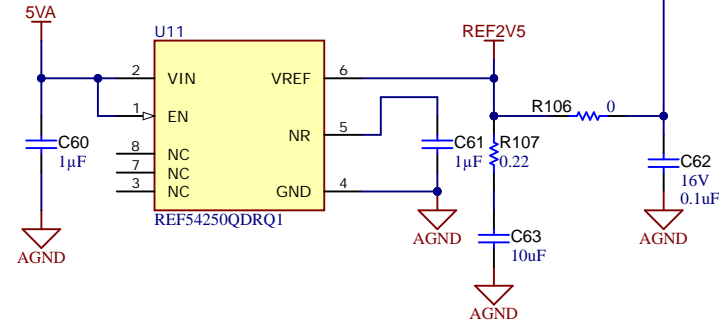 5VA
U11
REF2V5
2
VIN
VREF
6
1
EN
R106
0
NR
5
C60
1µF
8
NC
7
NC
3
NC
C61
1µF
R107
0.22
GND
4
C62
16V
0.1uF
REF54250QDRQ1
C63
10uF
AGND
AGND
AGND
AGND